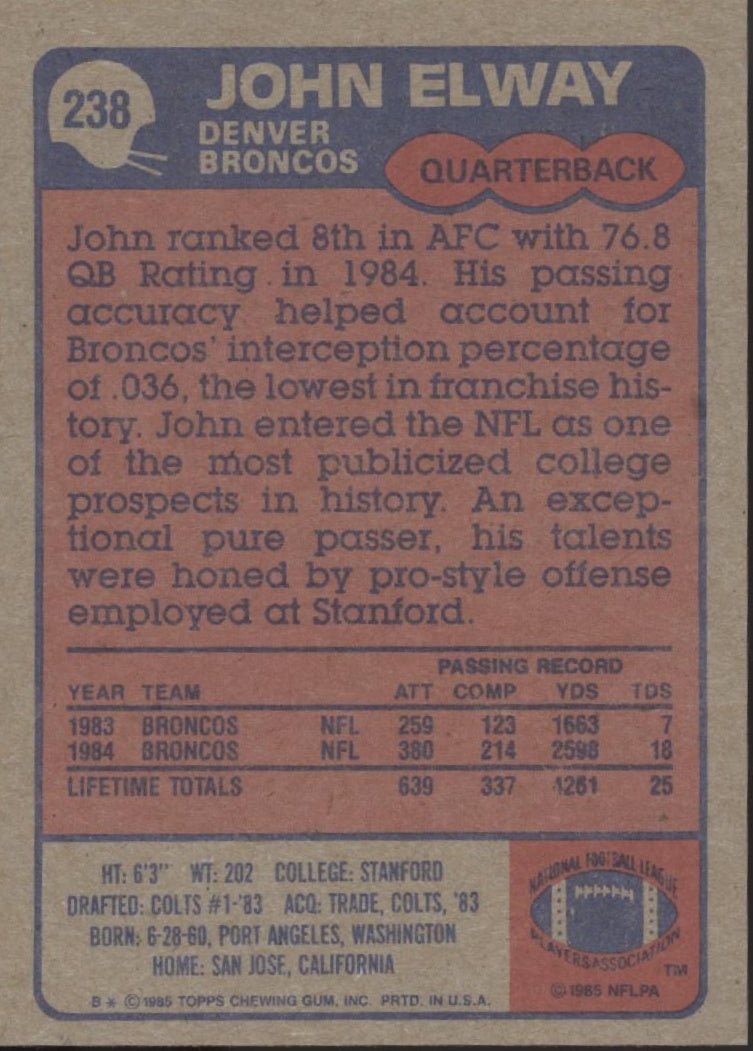 238
JOHN ELWAY
DENVER
BRONCOS
QUARTERBACK
John ranked 8th in AFC with 76.8
QB Rating in 1984. His passing
accuracy helped account for
Broncos' interception percentage
of .036, the lowest in franchise his-
tory. John entered the NFL as one
of the most publicized college
prospects in history. An excep-
tional pure passer, his talents
were honed by pro-style offense
employed at Stanford.
PASSING RECORD
YEAR TEAM ATT COMP YDS TDS
1983 BRONCOS NFL 259 123 1663 7
1984 BRONCOS NFL 380 214 2598 18
LIFETIME TOTALS 639 337 4261 25
HT: 6'3" WT: 202 COLLEGE: STANFORD
DRAFTED: COLTS #1-'83 ACQ: TRADE, COLTS, '83
BORN: 6-28-60, PORT ANGELES, WASHINGTON
HOME: SAN JOSE, CALIFORNIA
B * © 1985 TOPPS CHEWING GUM, INC. PRTD. IN U.S.A.
NATIONAL FOOTBALL LEAGUE
PLAYERS ASSOCIATION
TM
© 1985 NFLPA